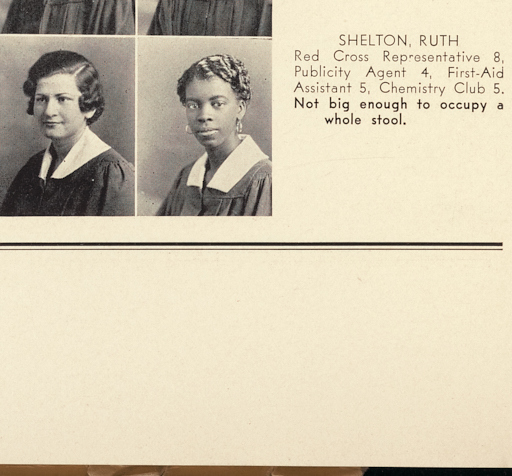 SHELTON, RUTH
Red Cross Representative 8,
Publicity Agent 4, First-Aid
Assistant 5, Chemistry Club 5.
Not big enough to occupy a
whole stool.